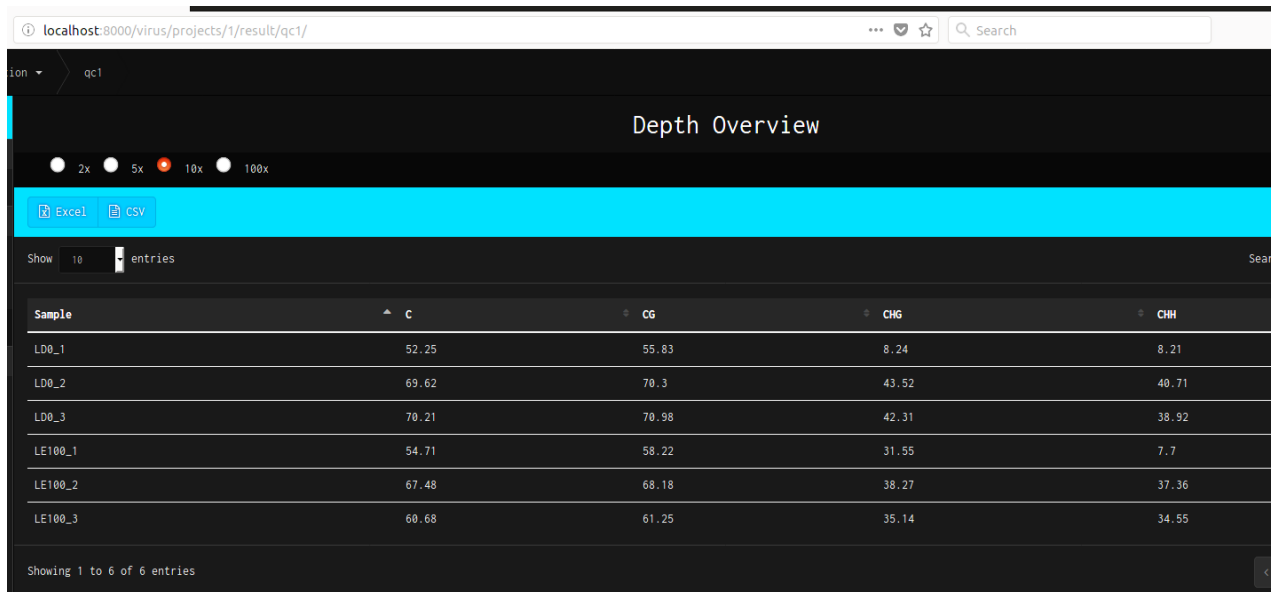 localhost:8000/virus/projects/1/result/qc1/ ••• Search
ion qc1
Depth Overview
2x 5x 10x 100x
Excel CSV
Show 10 entries Sear
Sample C CG CHG CHH
LD0_1 52.25 55.83 8.24 8.21
LD0_2 69.62 70.3 43.52 40.71
LD0_3 70.21 70.98 42.31 38.92
LE100_1 54.71 58.22 31.55 7.7
LE100_2 67.48 68.18 38.27 37.36
LE100_3 60.68 61.25 35.14 34.55
Showing 1 to 6 of 6 entries <